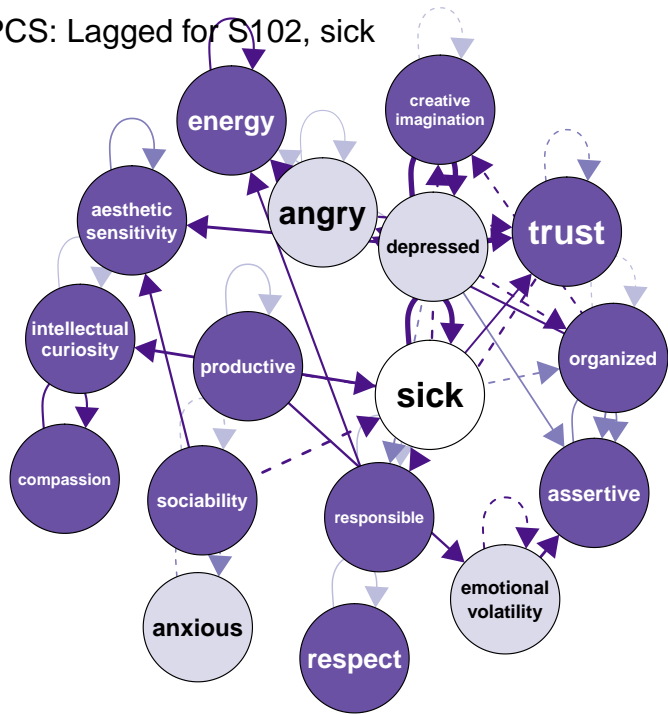 PCS: Lagged for S102, sick
creative
imagination
energy
aesthetic
sensitivity
angry
depressed
trust
intellectual
curiosity
productive
organized
sick
compassion
sociability
responsible
assertive
emotional
volatility
anxious
respect